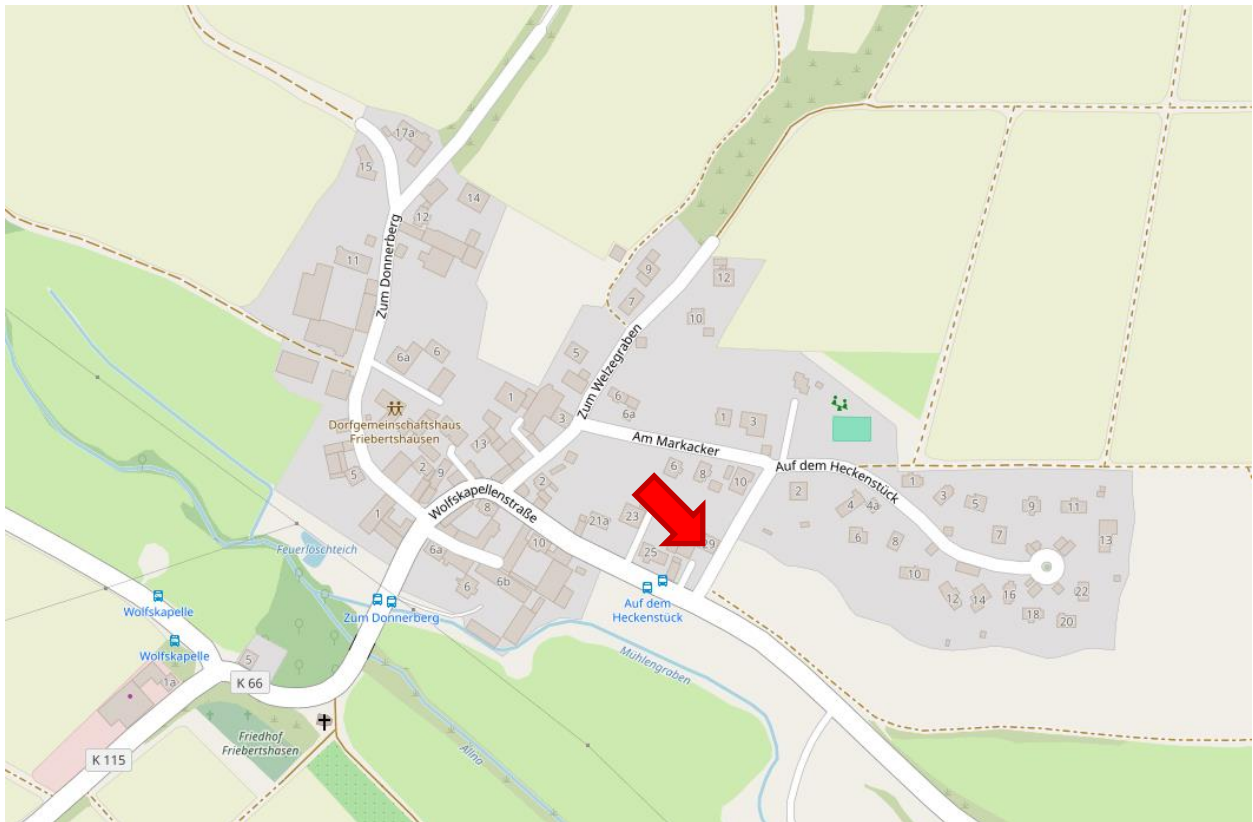 17a
15
14
12
11
Zum Donnerberg
9
7
12
10
Zum Welzegraben
6a
6
5
1
6
6a
3
1
3
Dorfgemeinschaftshaus
Friebertshausen
13
Am Markacker
Auf dem Heckenstück
2
9
5
2
6
8
10
2
1
3
5
9
11
4
4a
Wolfskapellenstraße
8
21a
23
29
6
8
7
13
1
10
25
6a
6
6b
10
12
14
16
22
18
20
Feuerlöschteich
Wolfskapelle
Zum Donnerberg
Auf dem
Heckenstück
Wolfskapelle
5
1a
K 66
Mühlengraben
Friedhof
Friebertshasen
Allna
K 115